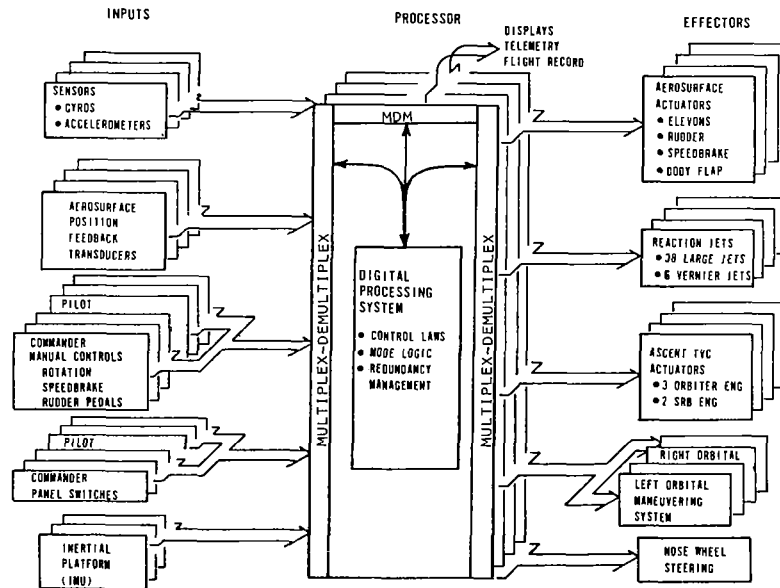 INPUTS
PROCESSOR
EFFECTORS
DISPLAYS
TELEMETRY
FLIGHT RECORD
SENSORS
• GYROS
• ACCELEROMETERS
AEROSURFACE
POSITION
FEEDBACK
TRANSDUCERS
PILOT
COMMANDER
MANUAL CONTROLS
ROTATION
SPEEDBRAKE
RUDDER PEDALS
PILOT
COMMANDER
PANEL SWITCHES
INERTIAL
PLATFORM
(IMU)
MULTIPLEX-DEMULTIPLEX
MDM
DIGITAL
PROCESSING
SYSTEM
• CONTROL LAWS
• MODE LOGIC
• REDUNDANCY
MANAGEMENT
MULTIPLEX-DEMULTIPLEX
AEROSURFACE
ACTUATORS
• ELEVONS
• RUDDER
• SPEEDBRAKE
• BODY FLAP
REACTION JETS
• 38 LARGE JETS
• 6 VERNIER JETS
ASCENT TVC
ACTUATORS
• 3 ORBITER ENG
• 2 SRB ENG
RIGHT ORBITAL
LEFT ORBITAL
MANEUVERING
SYSTEM
NOSE WHEEL
STEERING